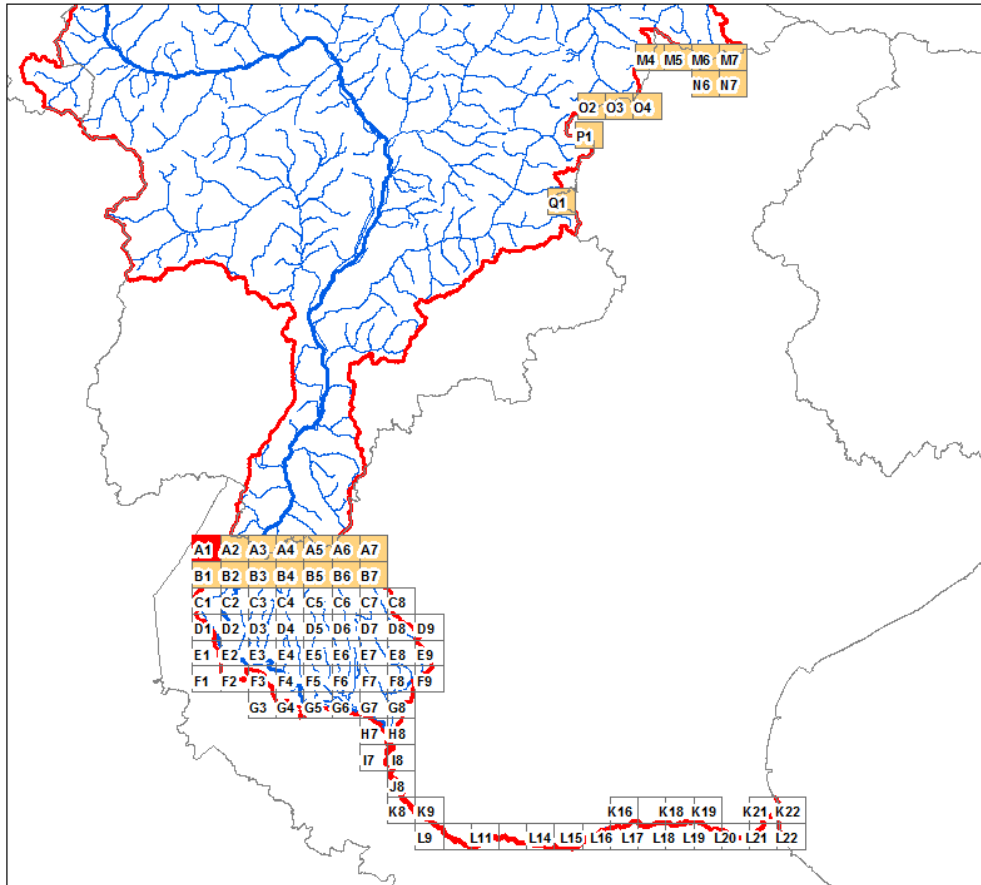 M4 M5 M6 M7
N6 N7
O2 O3 O4
P1
Q1
A1 A2 A3 A4 A5 A6 A7
B1 B2 B3 B4 B5 B6 B7
C1 C2 C3 C4 C5 C6 C7 C8
D1 D2 D3 D4 D5 D6 D7 D8 D9
E1 E2 E3 E4 E5 E6 E7 E8 E9
F1 F2 F3 F4 F5 F6 F7 F8 F9
G3 G4 G5 G6 G7 G8
H7 H8
I7 I8
J8
K8 K9 K16 K18 K19 K21 K22
L9 L11 L14 L15 L16 L17 L18 L19 L20 L21 L22